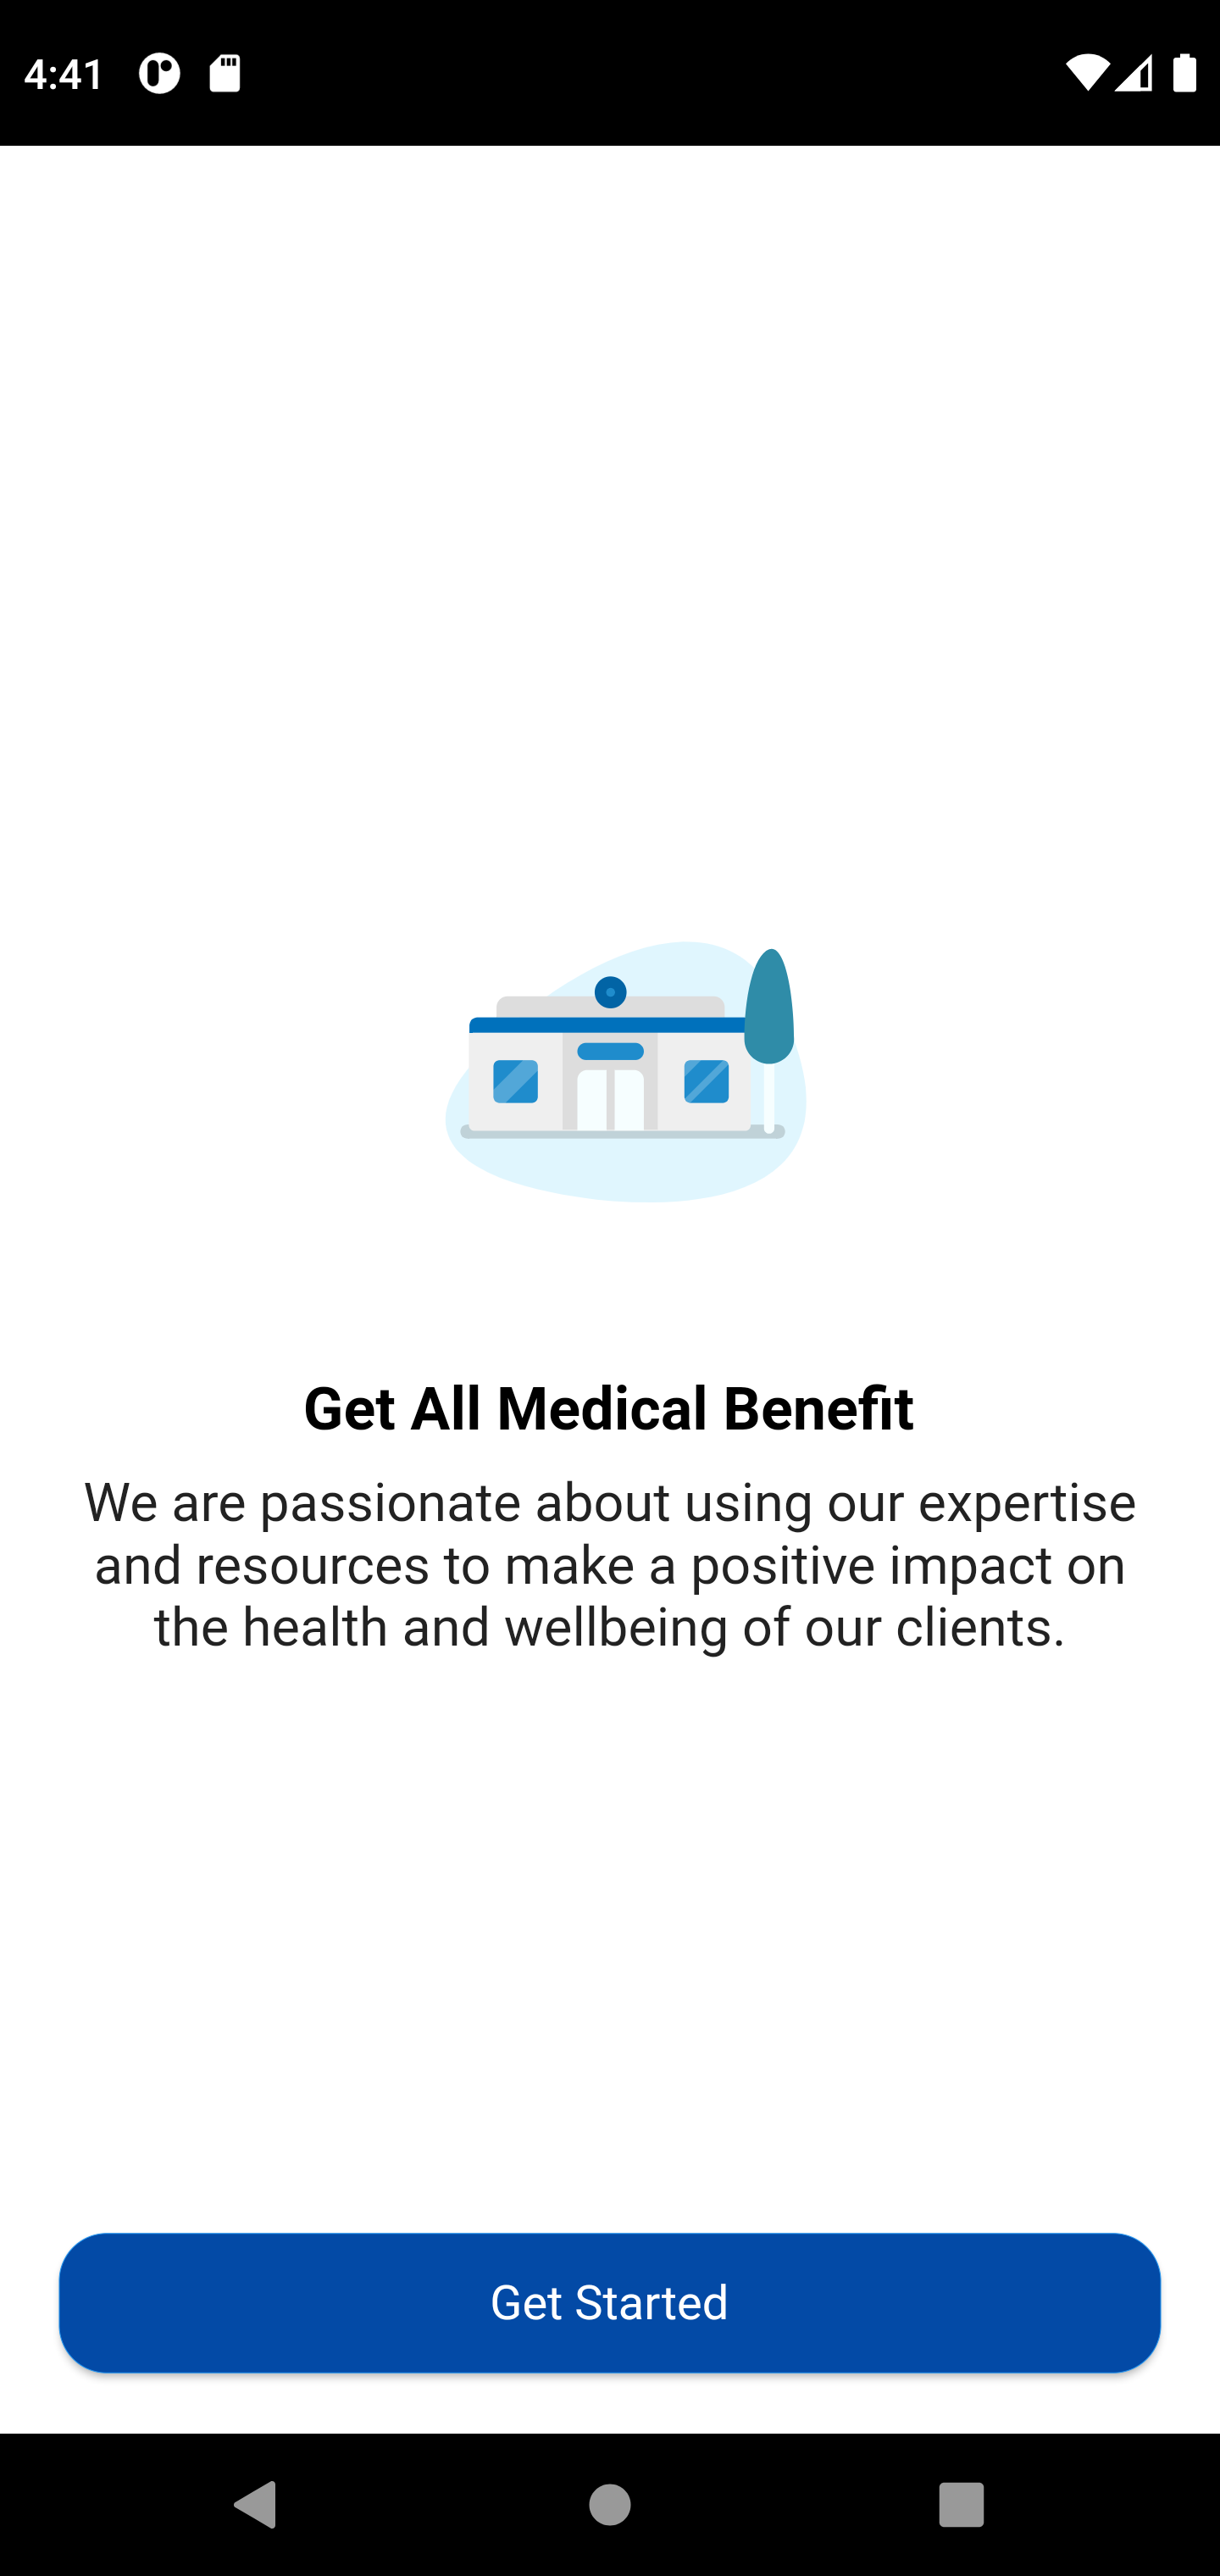 4:41
Get All Medical Benefit
We are passionate about using our expertise
and resources to make a positive impact on
the health and wellbeing of our clients.
Get Started